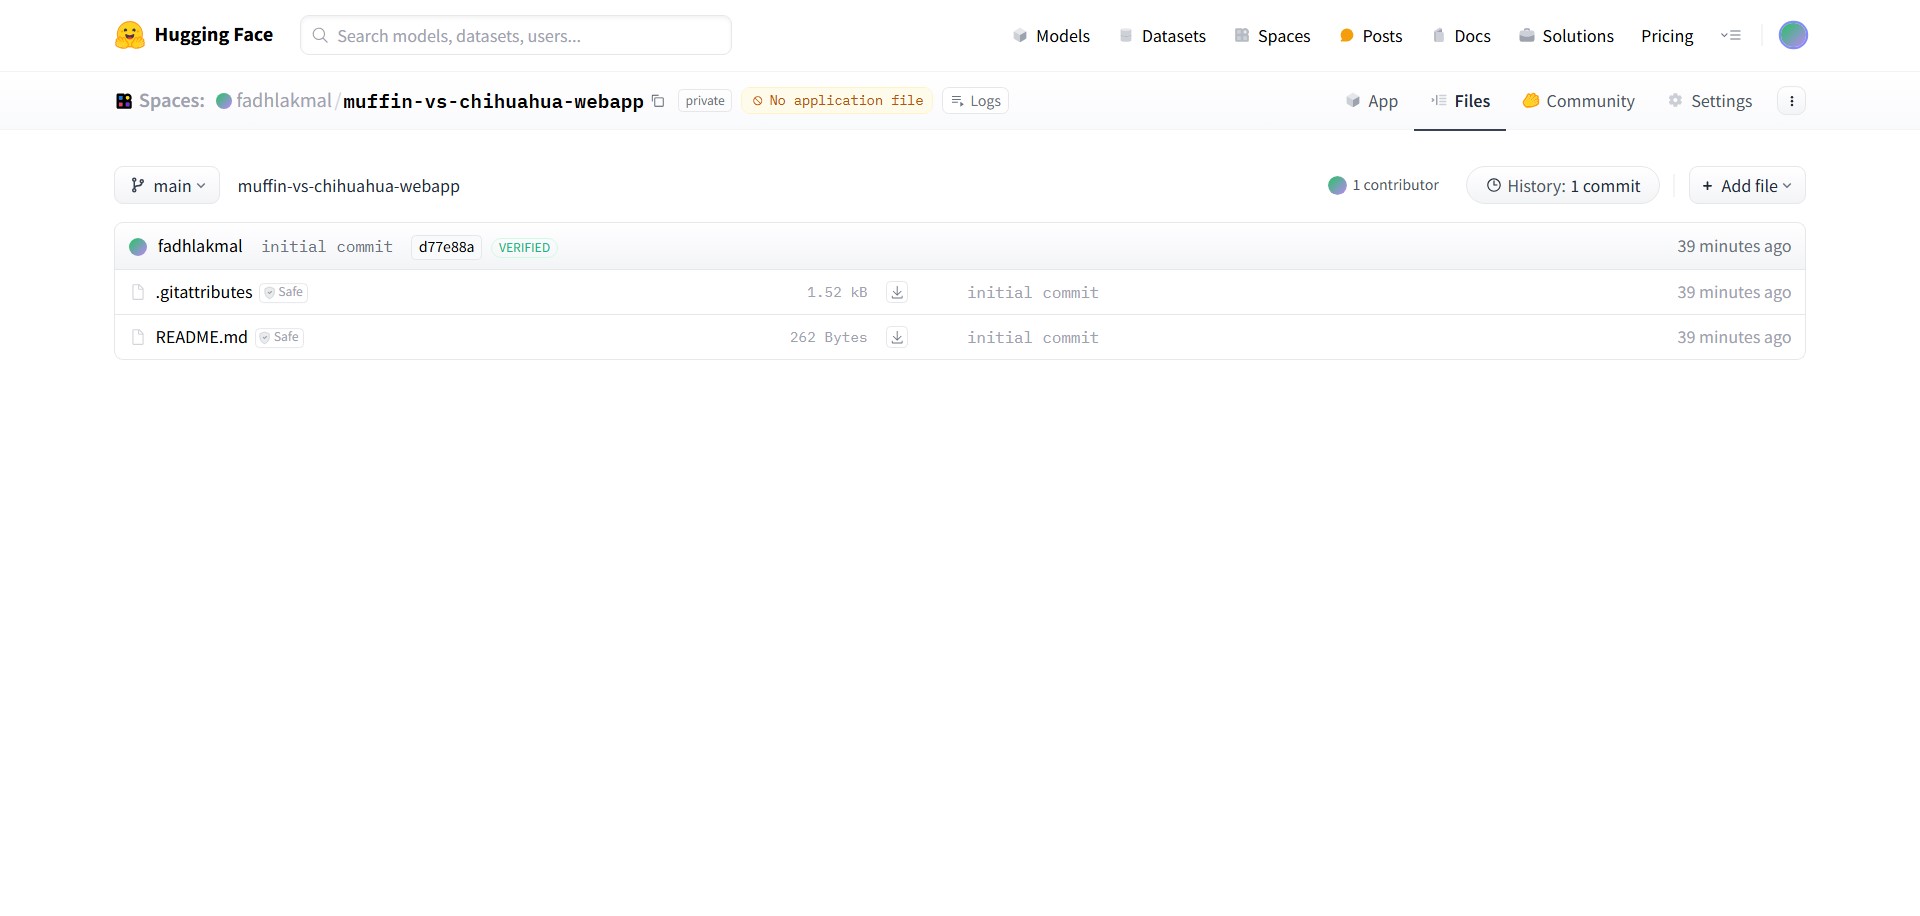 Hugging Face
Search models, datasets, users...
Models
Datasets
Spaces
Posts
Docs
Solutions
Pricing
Spaces:
fadhlakmal/muffin-vs-chihuahua-webapp
private
No application file
Logs
App
Files
Community
Settings
main
muffin-vs-chihuahua-webapp
1 contributor
History: 1 commit
+ Add file
fadhlakmal initial commit d77e88a VERIFIED 39 minutes ago
.gitattributes Safe 1.52 kB initial commit 39 minutes ago
README.md Safe 262 Bytes initial commit 39 minutes ago